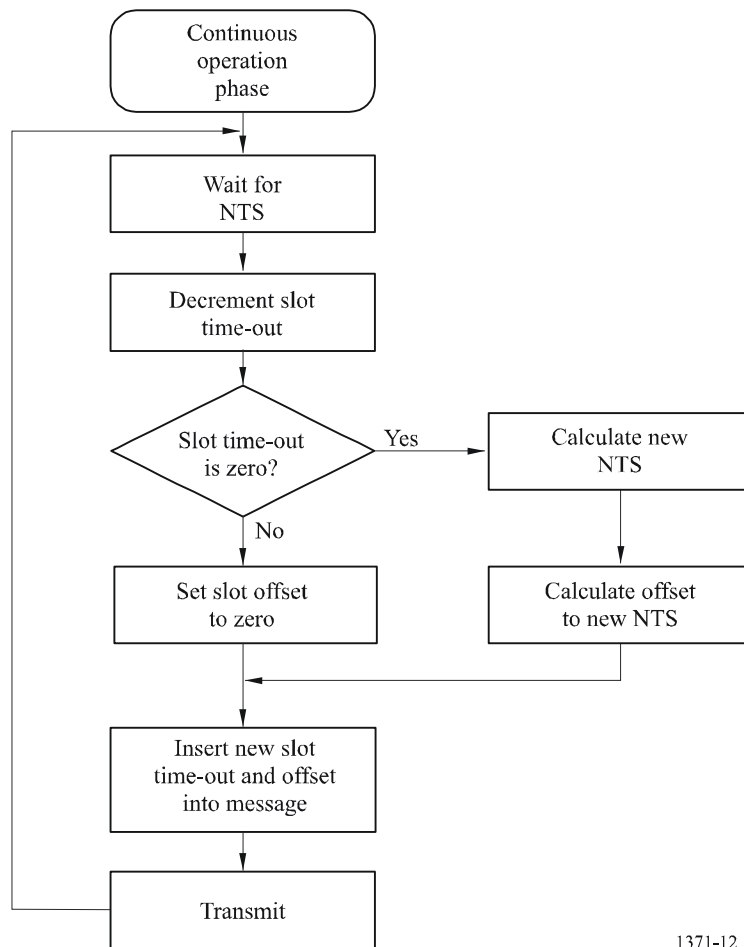 Continuous
operation
phase
Wait for
NTS
Decrement slot
time-out
Slot time-out
is zero?
Yes
Calculate new
NTS
No
Set slot offset
to zero
Calculate offset
to new NTS
Insert new slot
time-out and offset
into message
Transmit
1371-12